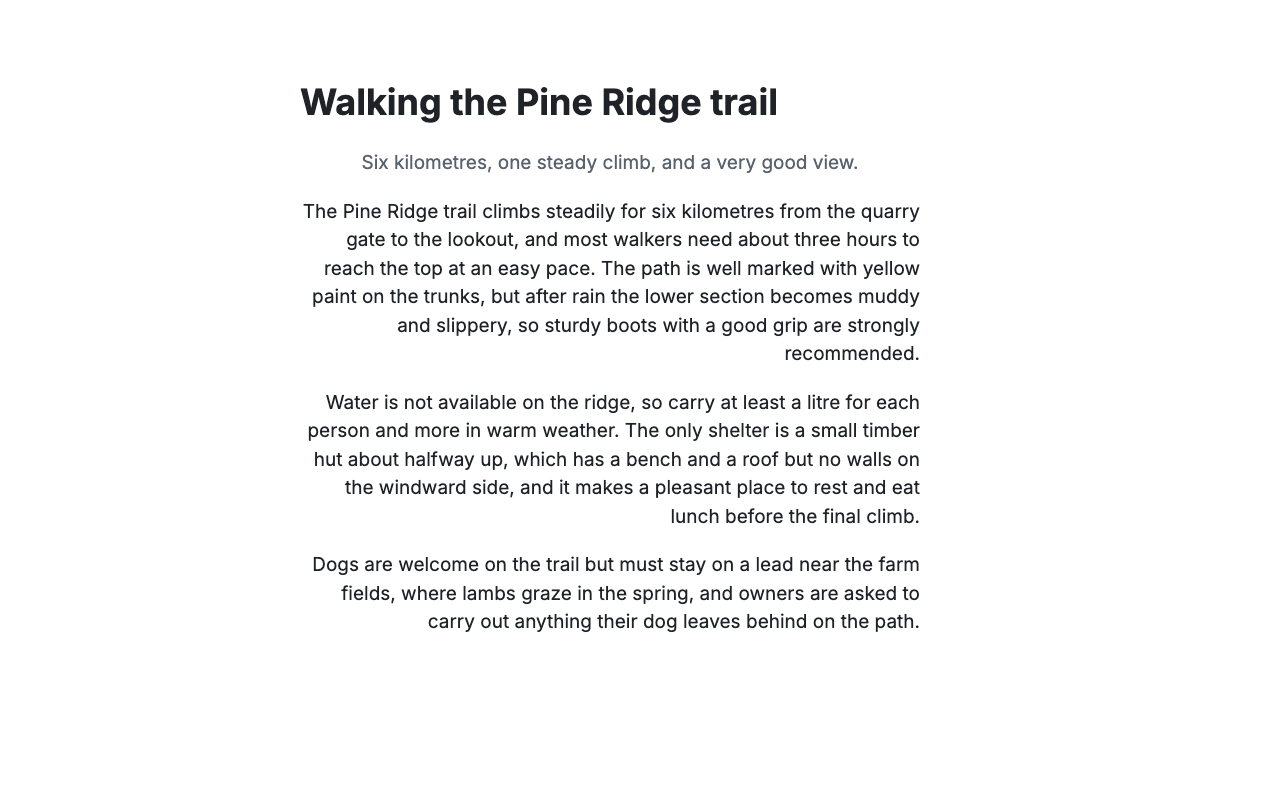 Walking the Pine Ridge trail
Six kilometres, one steady climb, and a very good view.
The Pine Ridge trail climbs steadily for six kilometres from the quarry
gate to the lookout, and most walkers need about three hours to
reach the top at an easy pace. The path is well marked with yellow
paint on the trunks, but after rain the lower section becomes muddy
and slippery, so sturdy boots with a good grip are strongly
recommended.
Water is not available on the ridge, so carry at least a litre for each
person and more in warm weather. The only shelter is a small timber
hut about halfway up, which has a bench and a roof but no walls on
the windward side, and it makes a pleasant place to rest and eat
lunch before the final climb.
Dogs are welcome on the trail but must stay on a lead near the farm
fields, where lambs graze in the spring, and owners are asked to
carry out anything their dog leaves behind on the path.